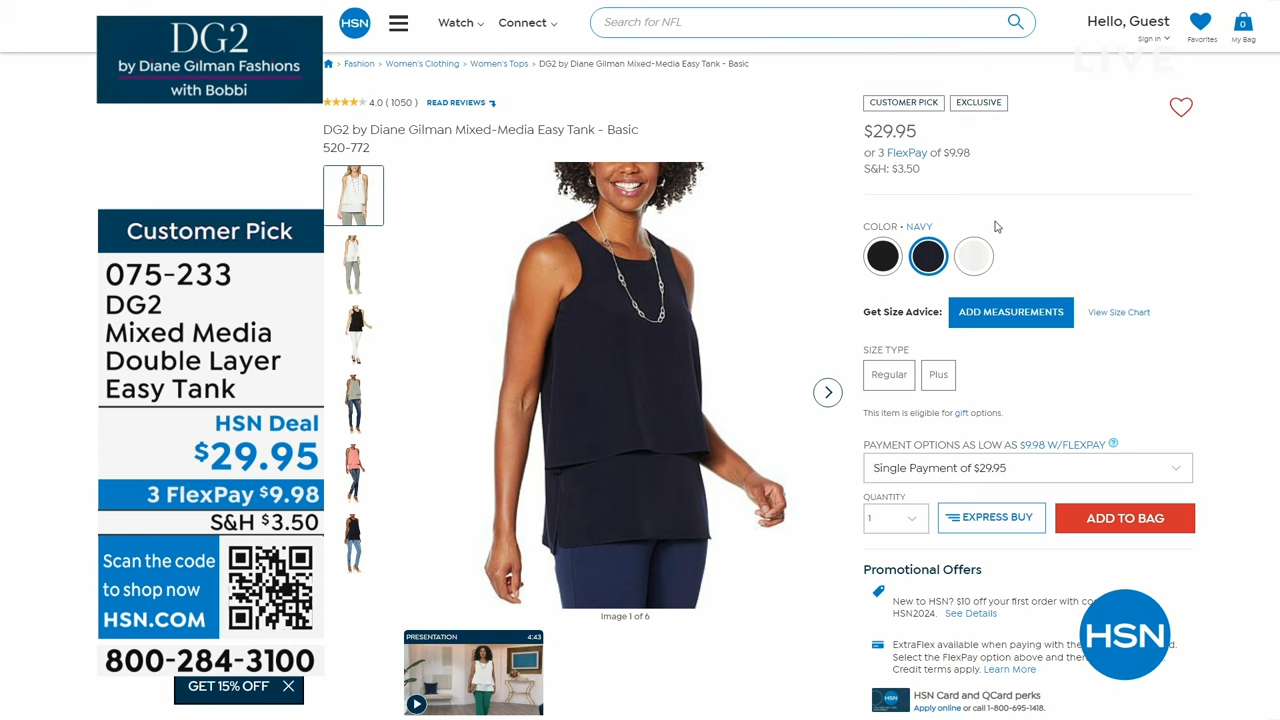 DG2
by Diane Gilman Fashions
with Bobbi
HSN
Watch
Connect
Search for NFL
Hello, Guest
Sign in
Favorites
0
My Bag
LIVE
> Fashion > Women's Clothing > Women's Tops > DG2 by Diane Gilman Mixed-Media Easy Tank - Basic
4.0 ( 1050 ) READ REVIEWS
DG2 by Diane Gilman Mixed-Media Easy Tank - Basic
520-772
CUSTOMER PICK
EXCLUSIVE
$29.95
or 3 FlexPay of $9.98
S&H: $3.50
COLOR • NAVY
Get Size Advice: ADD MEASUREMENTS View Size Chart
SIZE TYPE
Regular
Plus
This item is eligible for gift options.
PAYMENT OPTIONS AS LOW AS $9.98 W/FLEXPAY ?
Single Payment of $29.95
QUANTITY
1
EXPRESS BUY
ADD TO BAG
Promotional Offers
New to HSN? $10 off your first order with
HSN2024. See Details
ExtraFlex available when paying with the
Select the FlexPay option above and
Credit terms apply. Learn More
HSN
HSN Card and QCard perks
Apply online or call 1-800-695-1418.
Image 1 of 6
PRESENTATION 4:43
Customer Pick
075-233
DG2
Mixed Media
Double Layer
Easy Tank
HSN Deal
$29.95
3 FlexPay $9.98
S&H $3.50
Scan the code
to shop now
HSN.COM
800-284-3100
GET 15% OFF